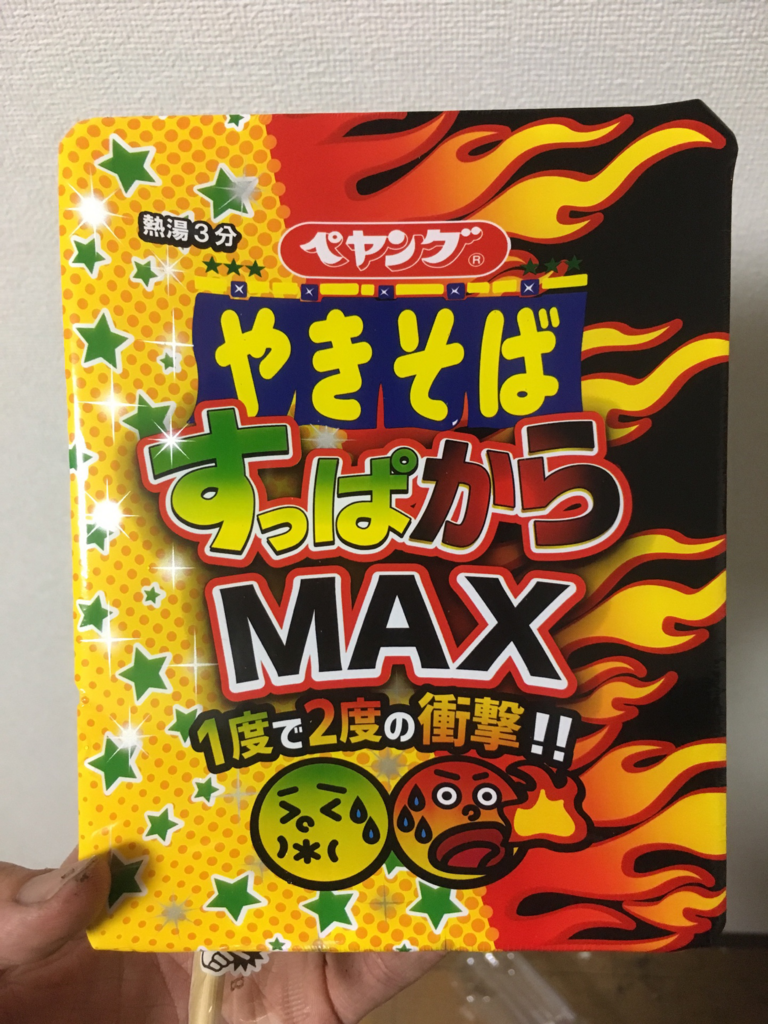 熱湯3分
ペヤング®
やきそば
すっぱから
MAX
1度で2度の衝撃!!